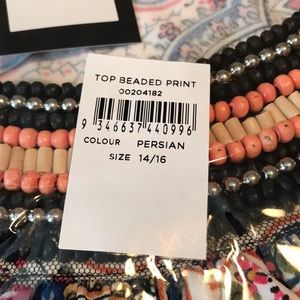 TOP BEADED PRINT
00204182
9 346637 440996
COLOUR PERSIAN
SIZE 14/16